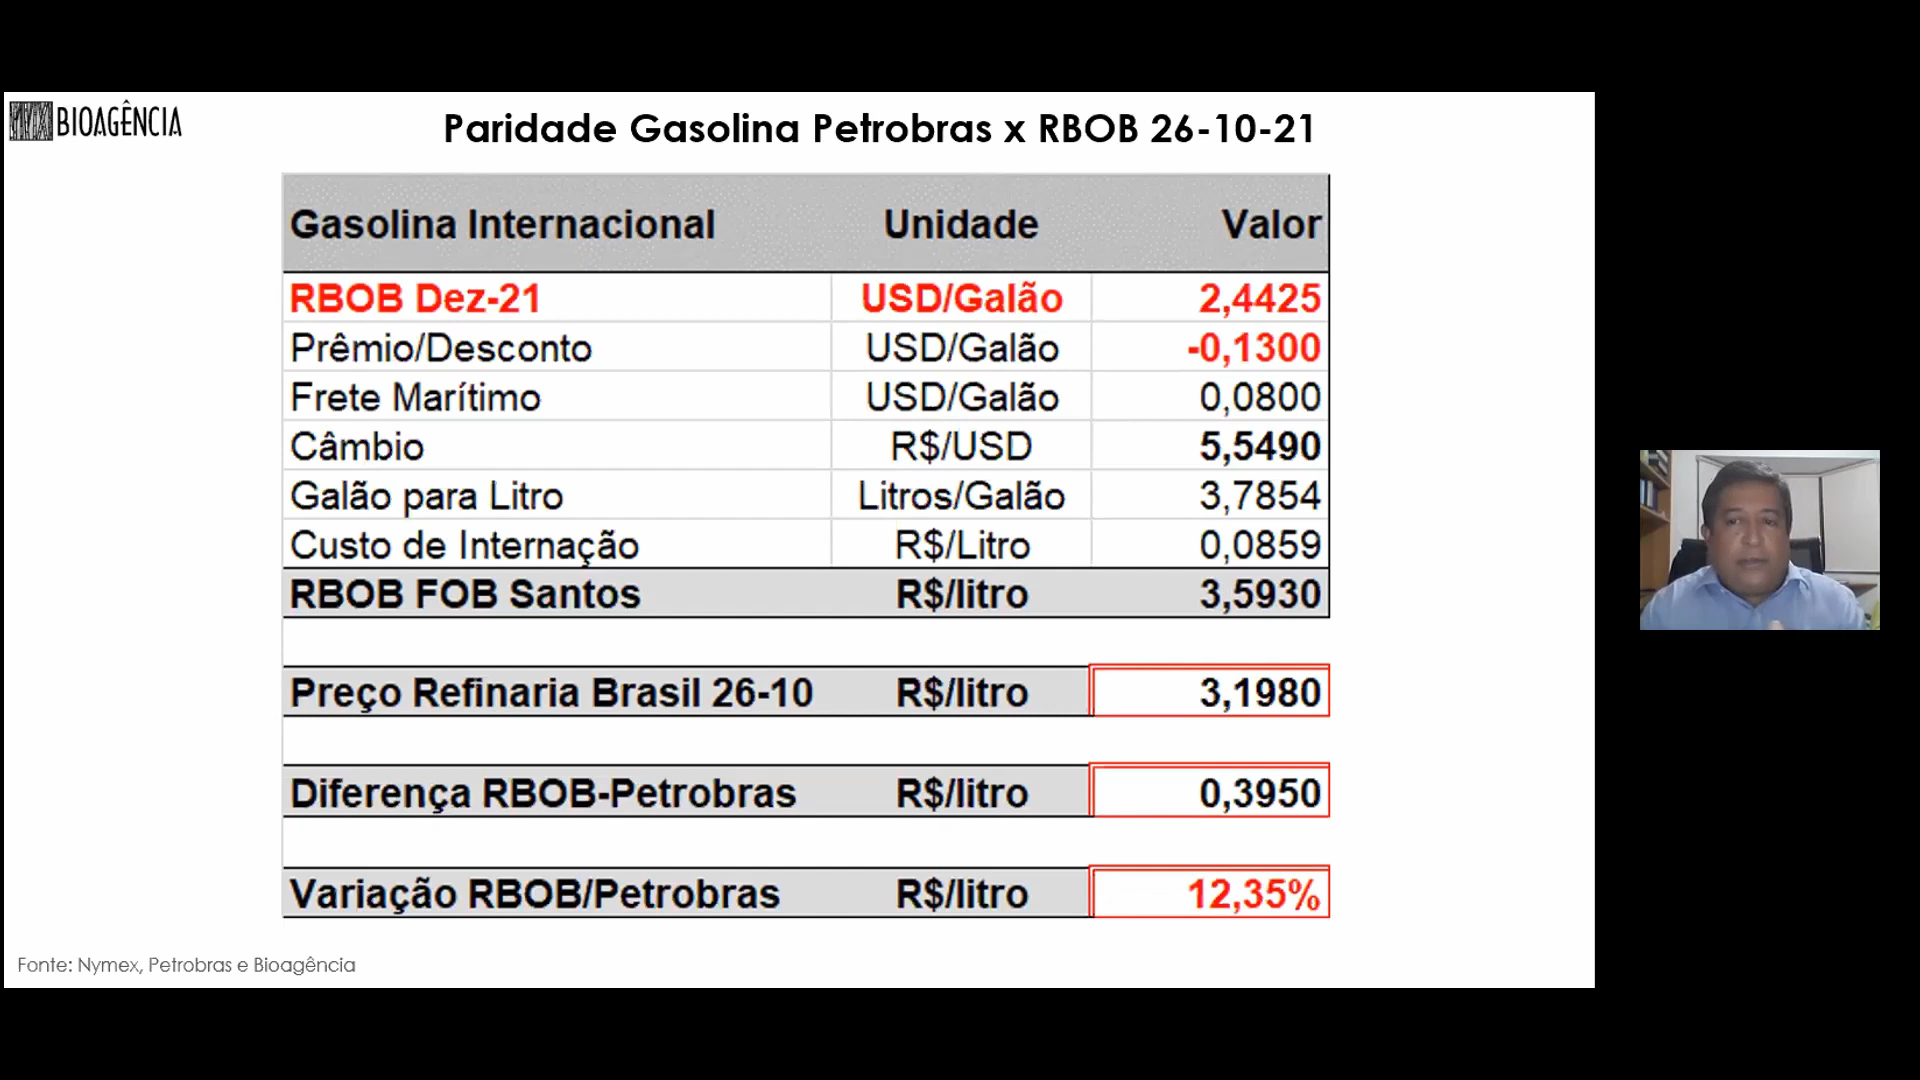 BIOAGÊNCIA
Paridade Gasolina Petrobras x RBOB 26-10-21
Gasolina Internacional Unidade Valor
RBOB Dez-21 USD/Galão 2,4425
Prêmio/Desconto USD/Galão -0,1300
Frete Marítimo USD/Galão 0,0800
Câmbio R$/USD 5,5490
Galão para Litro Litros/Galão 3,7854
Custo de Internação R$/Litro 0,0859
RBOB FOB Santos R$/litro 3,5930
Preço Refinaria Brasil 26-10 R$/litro 3,1980
Diferença RBOB-Petrobras R$/litro 0,3950
Variação RBOB/Petrobras R$/litro 12,35%
Fonte: Nymex, Petrobras e Bioagência